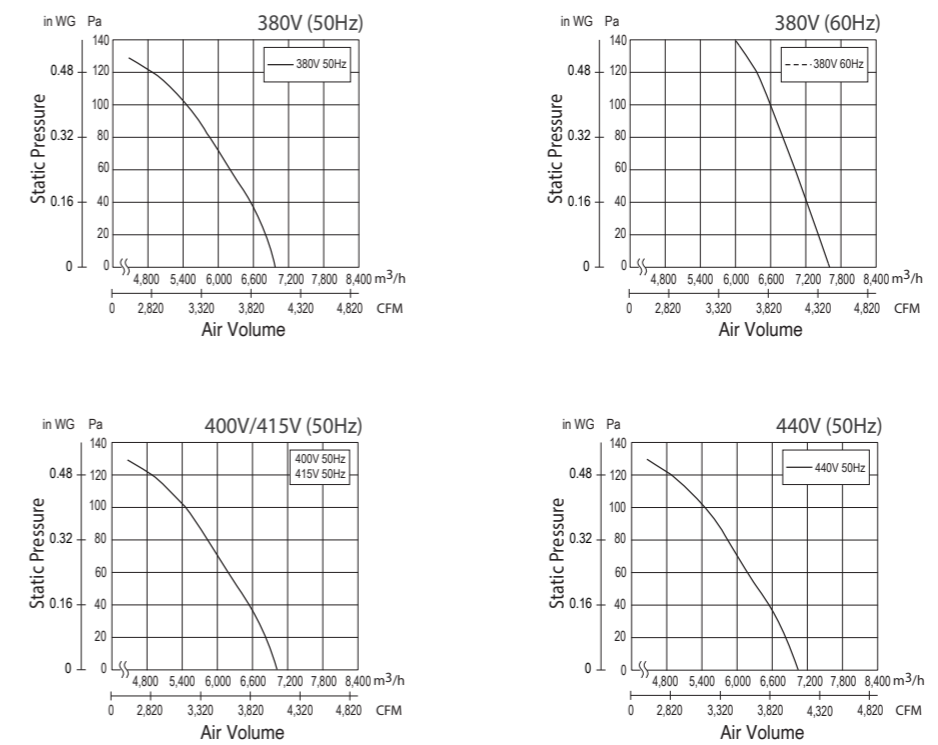 in WG Pa 380V (50Hz)
140
380V 50Hz
0.48 120
100
0.32 80
60
0.16 40
20
0 0
Static Pressure
4,800 5,400 6,000 6,600 7,200 7,800 8,400 m³/h
0 2,820 3,320 3,820 4,320 4,820 CFM
Air Volume
in WG Pa 380V (60Hz)
140
380V 60Hz
0.48 120
100
0.32 80
60
0.16 40
20
0 0
Static Pressure
4,800 5,400 6,000 6,600 7,200 7,800 8,400 m³/h
0 2,820 3,320 3,820 4,320 4,820 CFM
Air Volume
in WG Pa 400V/415V (50Hz)
140
400V 50Hz
415V 50Hz
0.48 120
100
0.32 80
60
0.16 40
20
0 0
Static Pressure
4,800 5,400 6,000 6,600 7,200 7,800 8,400 m³/h
0 2,820 3,320 3,820 4,320 4,820 CFM
Air Volume
in WG Pa 440V (50Hz)
140
440V 50Hz
0.48 120
100
0.32 80
60
0.16 40
20
0 0
Static Pressure
4,800 5,400 6,000 6,600 7,200 7,800 8,400 m³/h
0 2,820 3,320 3,820 4,320 4,820 CFM
Air Volume